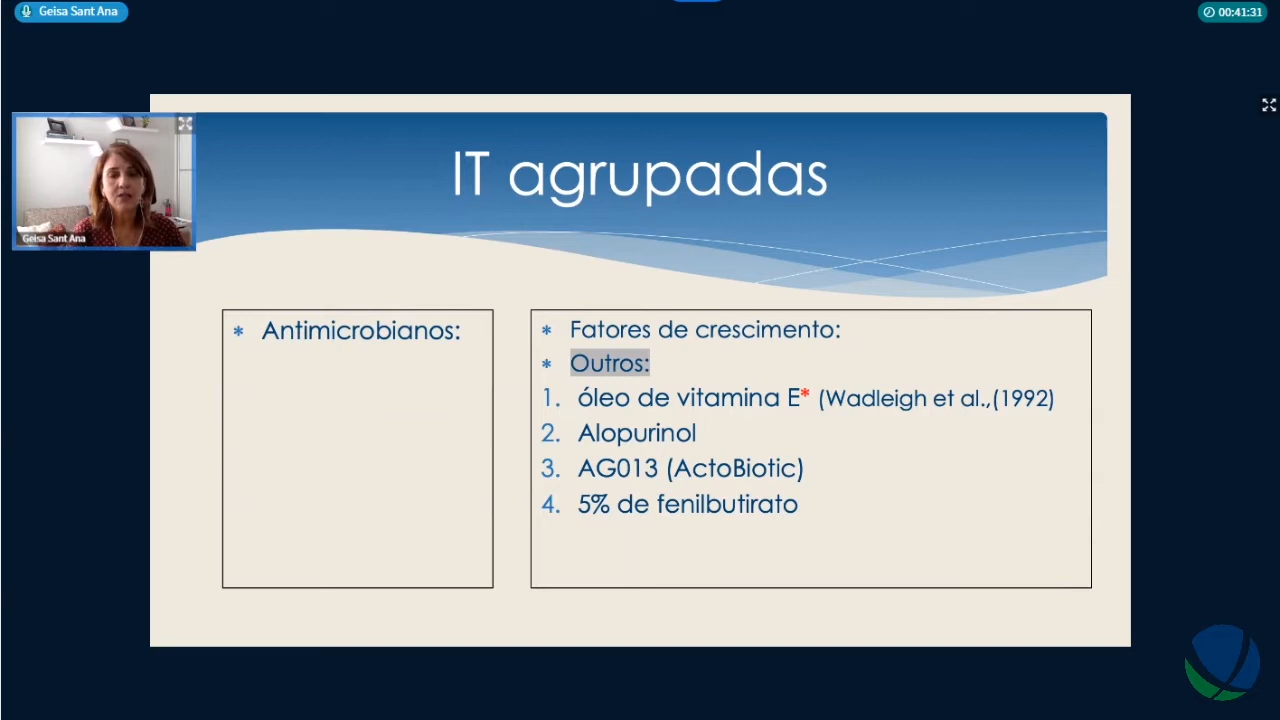 Geisa Sant Ana
00:41:31
IT agrupadas
Geisa Sant Ana
* Antimicrobianos:
* Fatores de crescimento:
* Outros:
1. óleo de vitamina E* (Wadleigh et al.,(1992)
2. Alopurinol
3. AG013 (ActoBiotic)
4. 5% de fenilbutirato